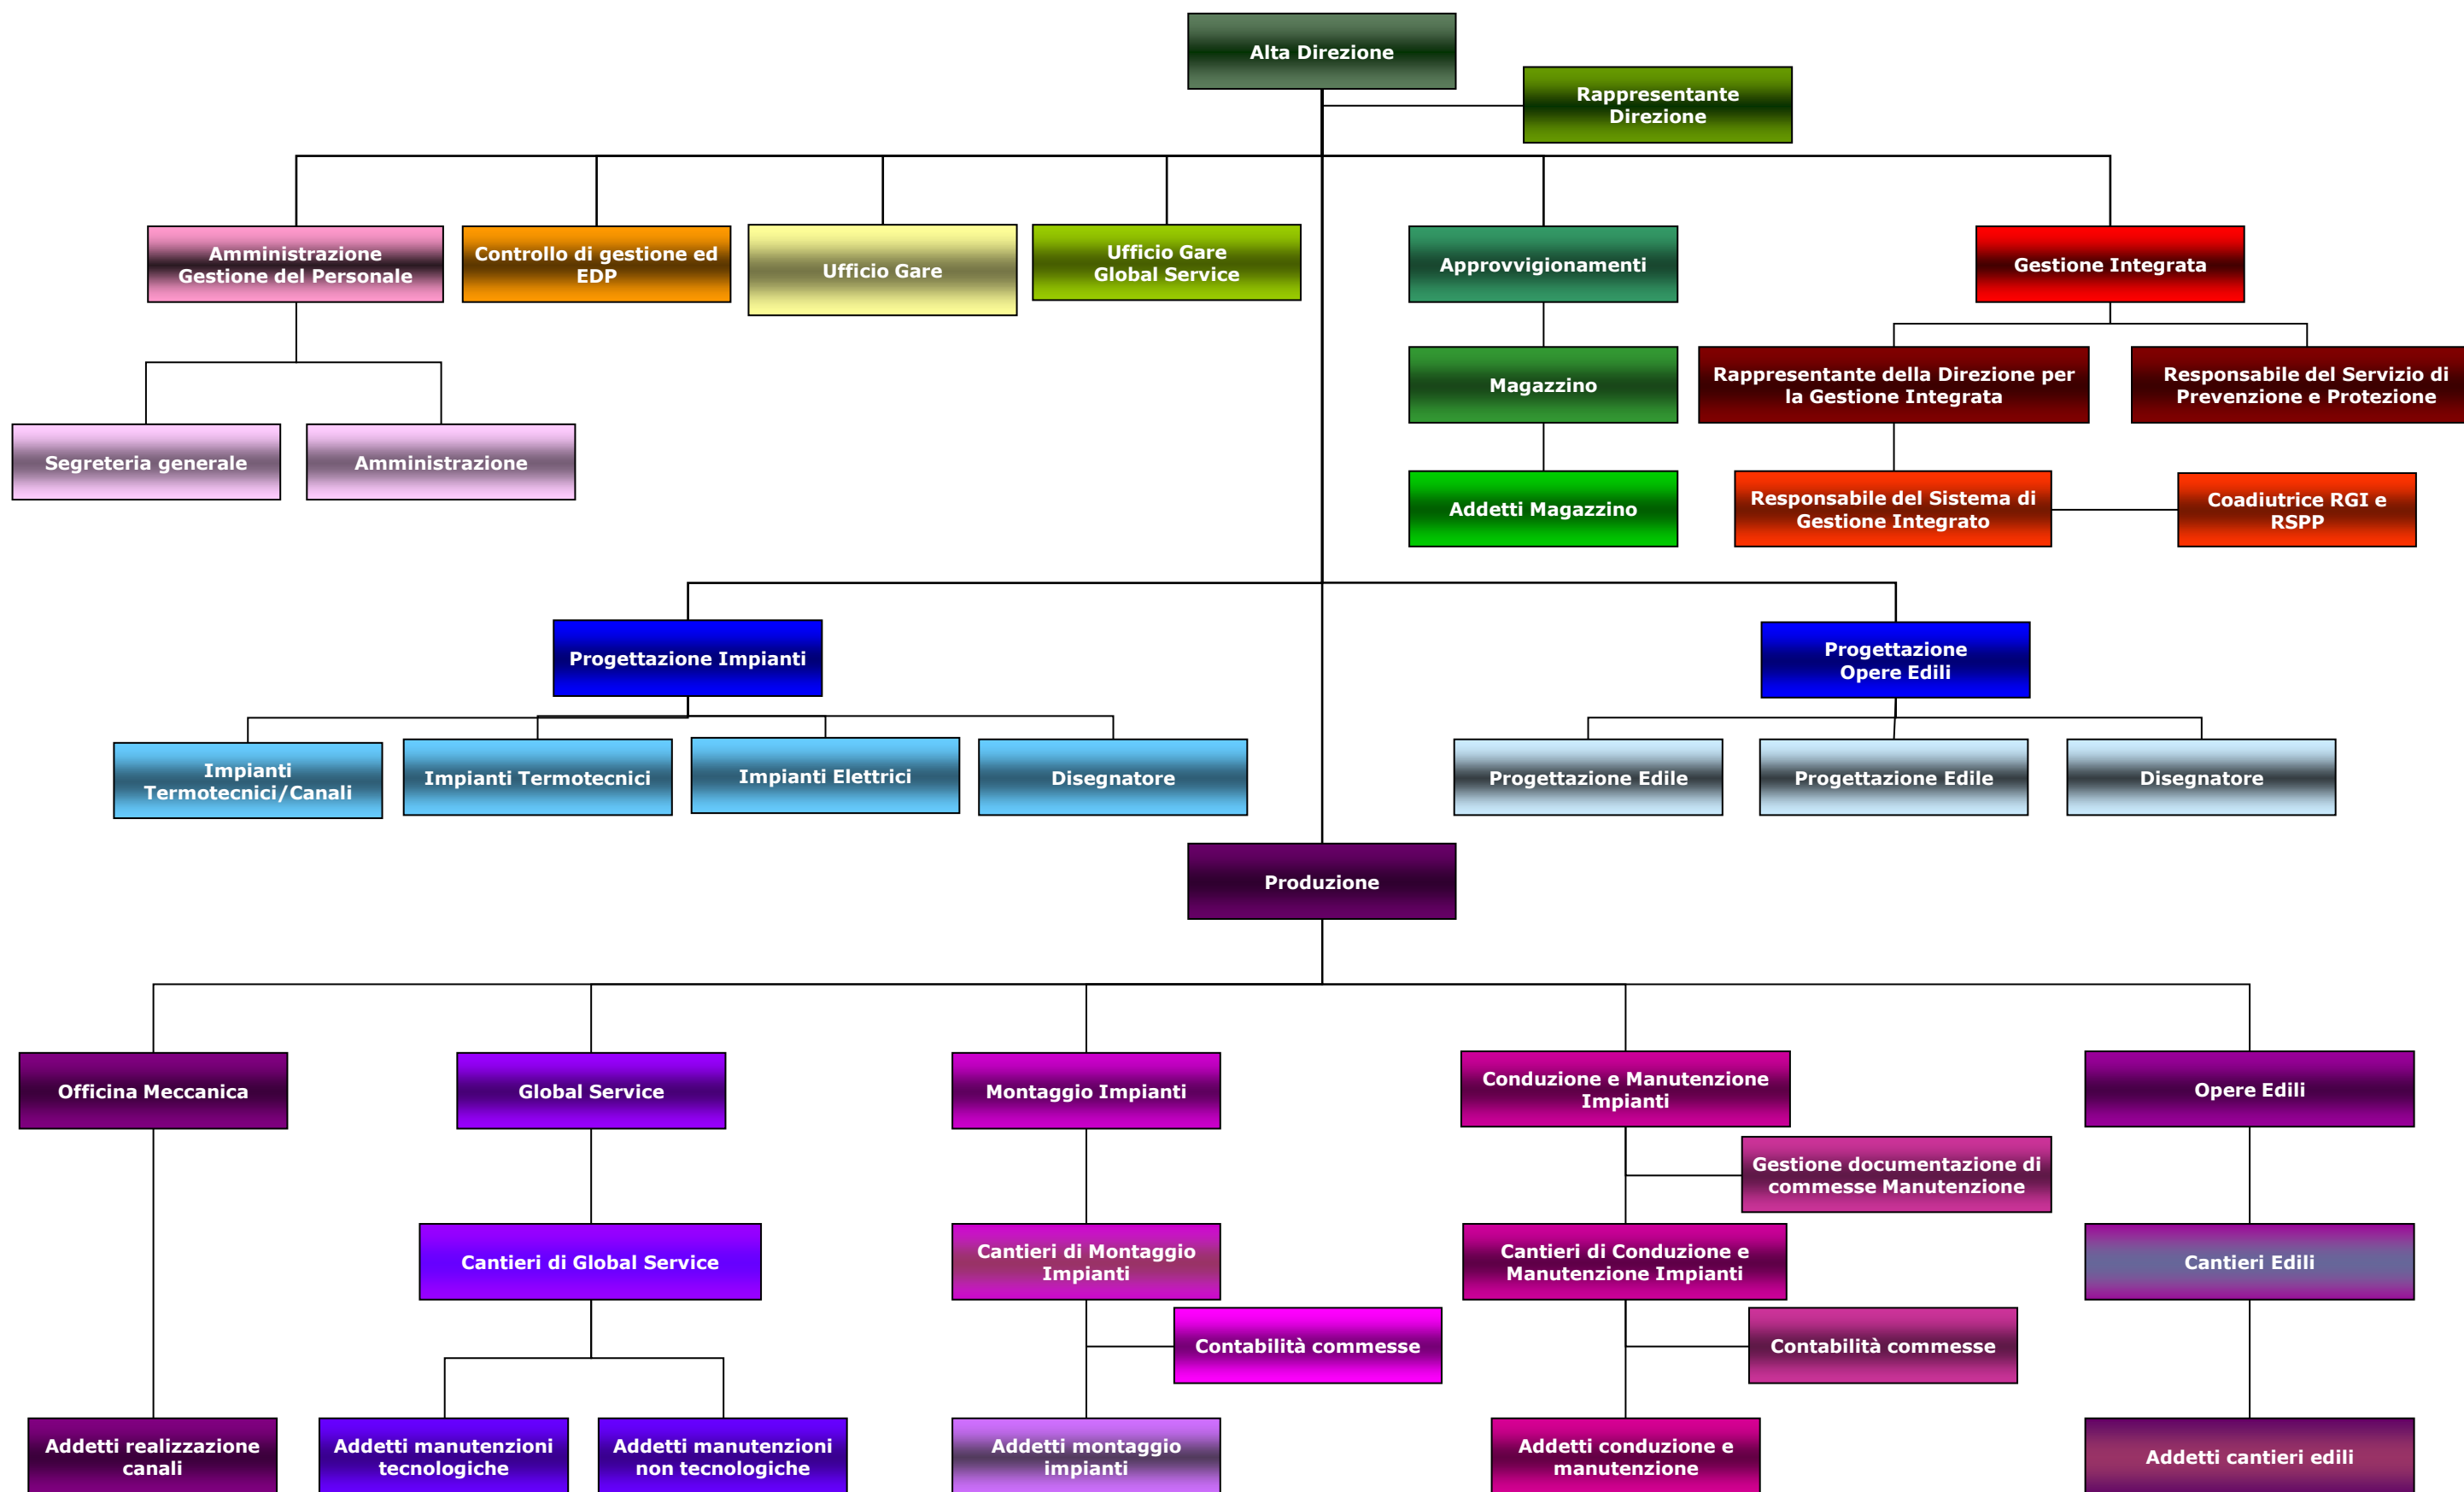 Alta Direzione
Rappresentante
Direzione
Amministrazione
Gestione del Personale
Controllo di gestione ed
EDP
Ufficio Gare
Ufficio Gare
Global Service
Approvvigionamenti
Gestione Integrata
Magazzino
Rappresentante della Direzione per
la Gestione Integrata
Responsabile del Servizio di
Prevenzione e Protezione
Segreteria generale
Amministrazione
Addetti Magazzino
Responsabile del Sistema di
Gestione Integrato
Coadiutrice RGI e
RSPP
Progettazione Impianti
Progettazione
Opere Edili
Impianti
Termotecnici/Canali
Impianti Termotecnici
Impianti Elettrici
Disegnatore
Progettazione Edile
Progettazione Edile
Disegnatore
Produzione
Officina Meccanica
Global Service
Montaggio Impianti
Conduzione e Manutenzione
Impianti
Opere Edili
Gestione documentazione di
commesse Manutenzione
Cantieri di Global Service
Cantieri di Montaggio
Impianti
Cantieri di Conduzione e
Manutenzione Impianti
Cantieri Edili
Contabilità commesse
Contabilità commesse
Addetti realizzazione
canali
Addetti manutenzioni
tecnologiche
Addetti manutenzioni
non tecnologiche
Addetti montaggio
impianti
Addetti conduzione e
manutenzione
Addetti cantieri edili